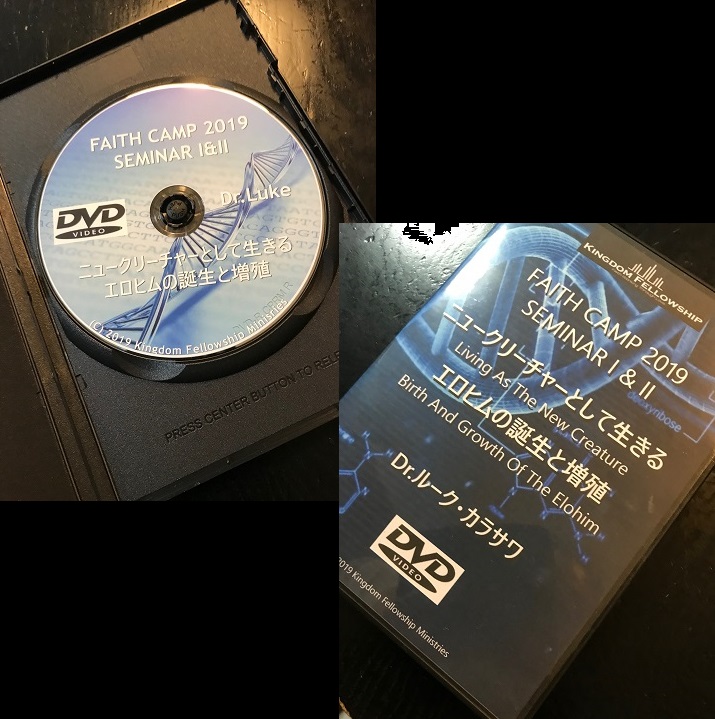 FAITH CAMP 2019
SEMINAR I&II
Dr.Luke
DVD
VIDEO
ニュークリーチャーとして生きる
エロヒムの誕生と増殖
(C) 2019 Kingdom Fellowship Ministries
PRESS CENTER BUTTON TO RELE
KINGDOM FELLOWSHIP
FAITH CAMP 2019
SEMINAR I & II
ニュークリーチャーとして生きる
Living As The New Creature
エロヒムの誕生と増殖
Birth And Growth Of The Elohim
deoxyribose
Dr.ルーク・カラサワ
DVD
VIDEO
2019 Kingdom Fellowship Ministries